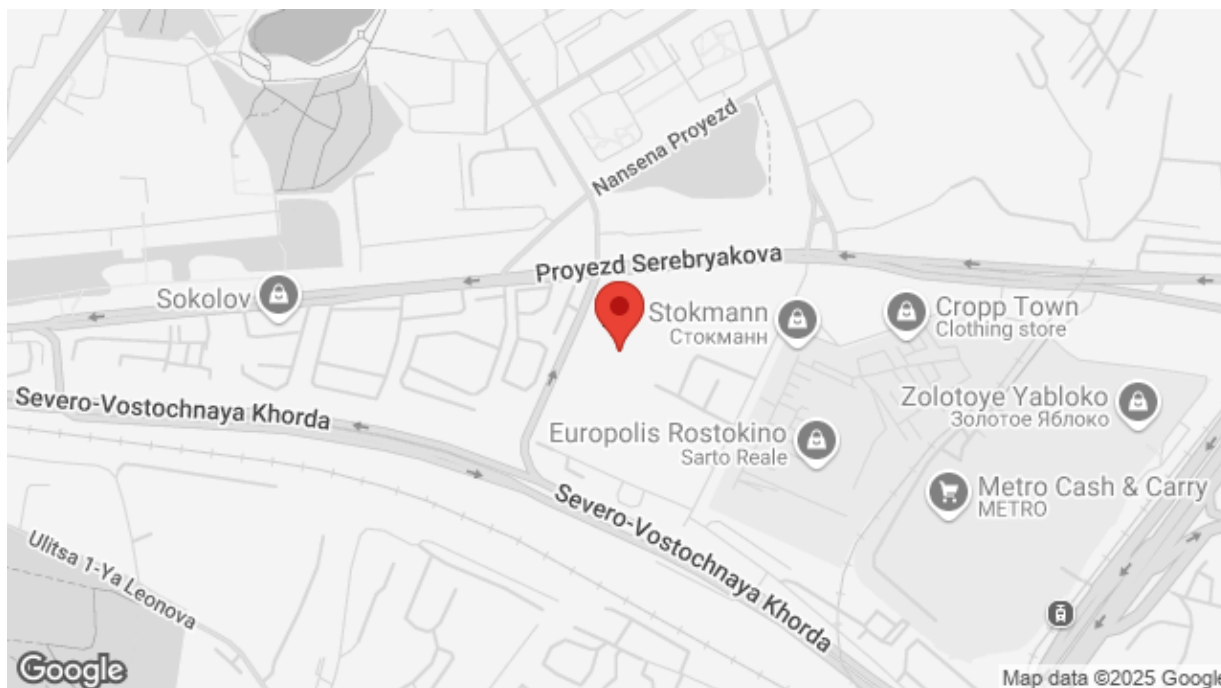 Nansena Proyezd
Proyezd Serebryakova
Sokolov
Stokmann
Стокманн
Cropp Town
Clothing store
Severo-Vostochnaya Khorda
Zolotoye Yabloko
Золотое Яблоко
Europolis Rostokino
Sarto Reale
Metro Cash & Carry
METRO
Severo-Vostochnaya Khorda
Ulitsa 1-Ya Leonova
Google
Map data ©2025 Google